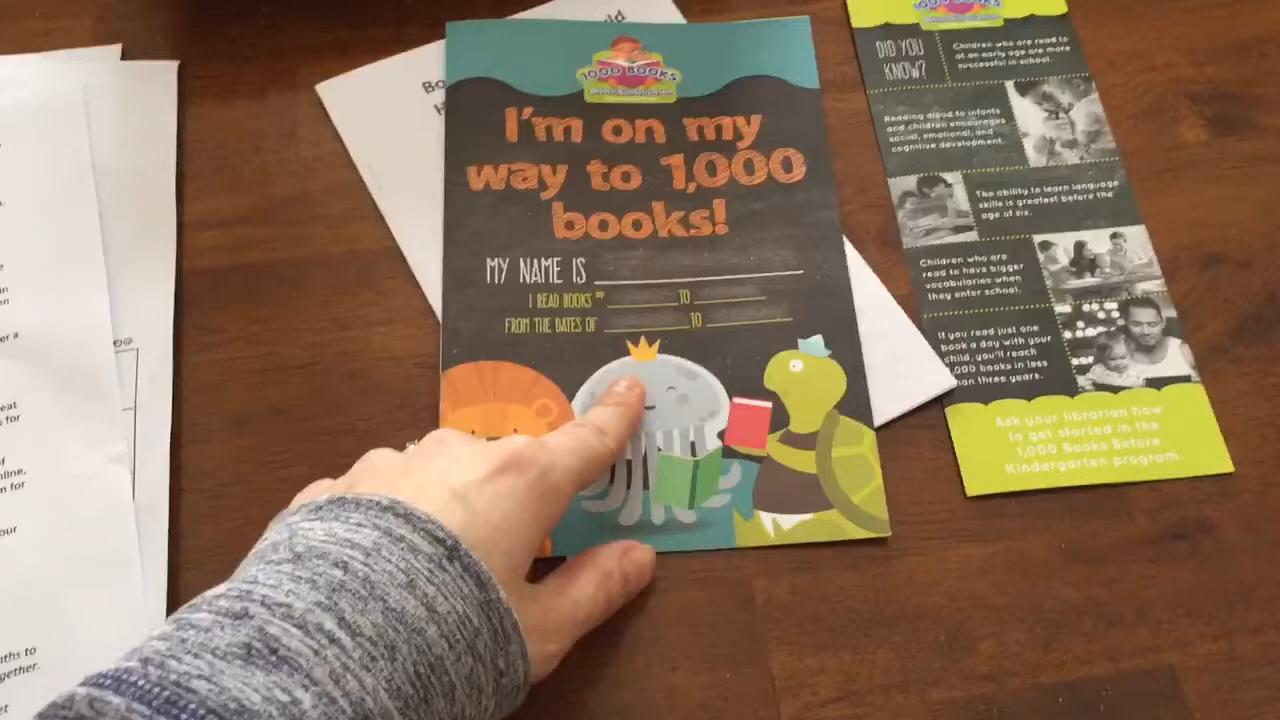 1000 BOOKS
Before Kindergarten
I'm on my
way to 1,000
books!
MY NAME IS
I READ BOOKS # TO
FROM THE DATES OF TO
DID YOU
KNOW?
Children who are read to
at an early age are more
successful in school.
Reading aloud to infants
and children encourages
social, emotional, and
cognitive development.
The ability to learn language
skills is greatest before the
age of six.
Children who are
read to have bigger
vocabularies when
they enter school.
If you read just one
book a day with your
child, you'll reach
1,000 books in less
than three years.
Ask your librarian how
to get started in the
1,000 Books Before
Kindergarten program.